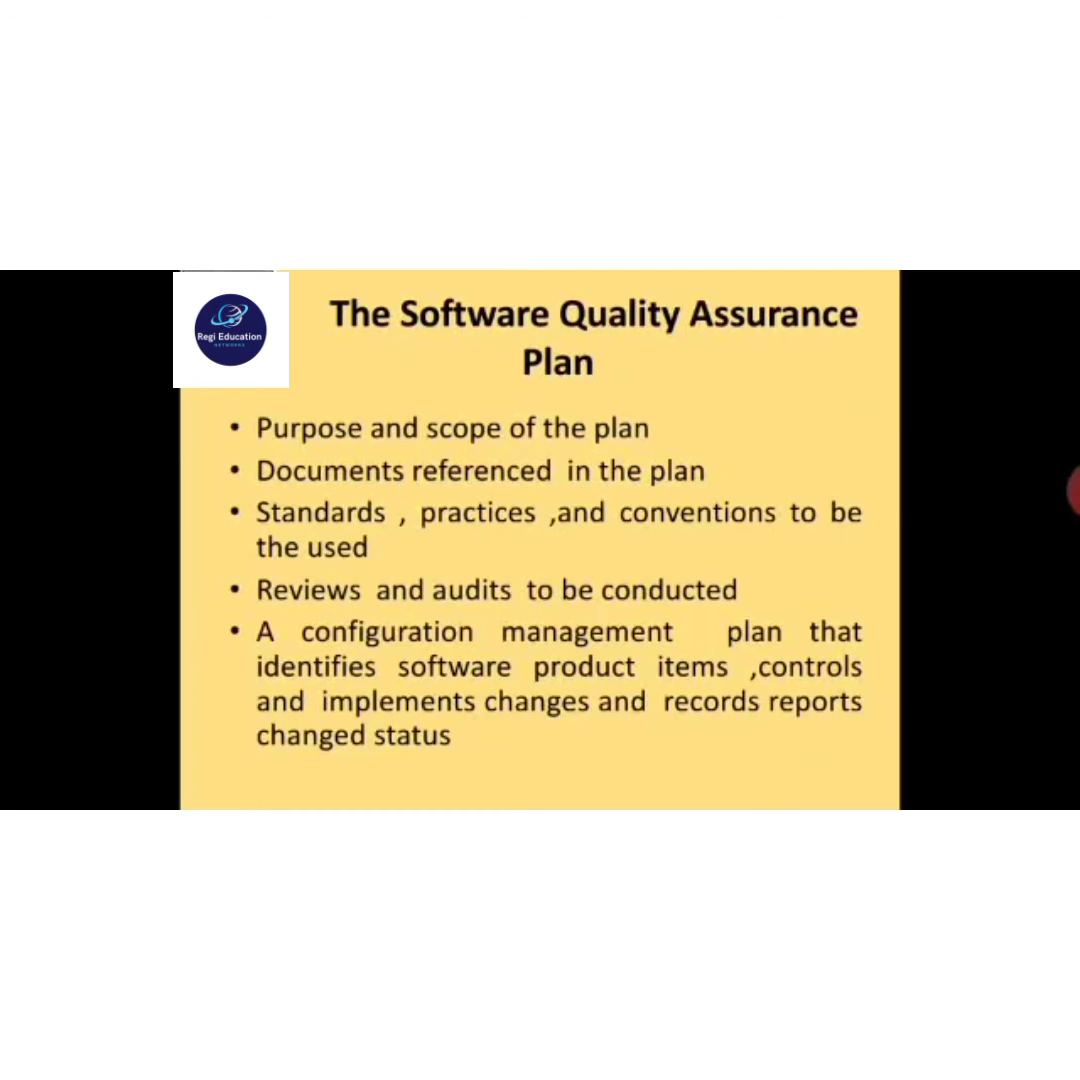 The Software Quality Assurance
Plan
Regi Education
NETWORKS
• Purpose and scope of the plan
• Documents referenced in the plan
• Standards , practices ,and conventions to be
the used
• Reviews and audits to be conducted
• A configuration management plan that
identifies software product items ,controls
and implements changes and records reports
changed status